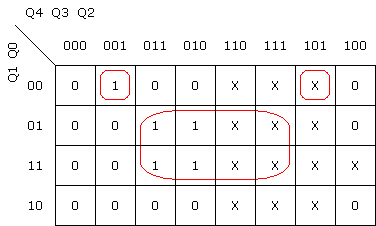 Q4 Q3 Q2
Q1 Q0
000 001 011 010 110 111 101 100
00 0 1 0 0 X X X 0
01 0 0 1 1 X X X 0
11 0 0 1 1 X X X X
10 0 0 0 0 X X X 0